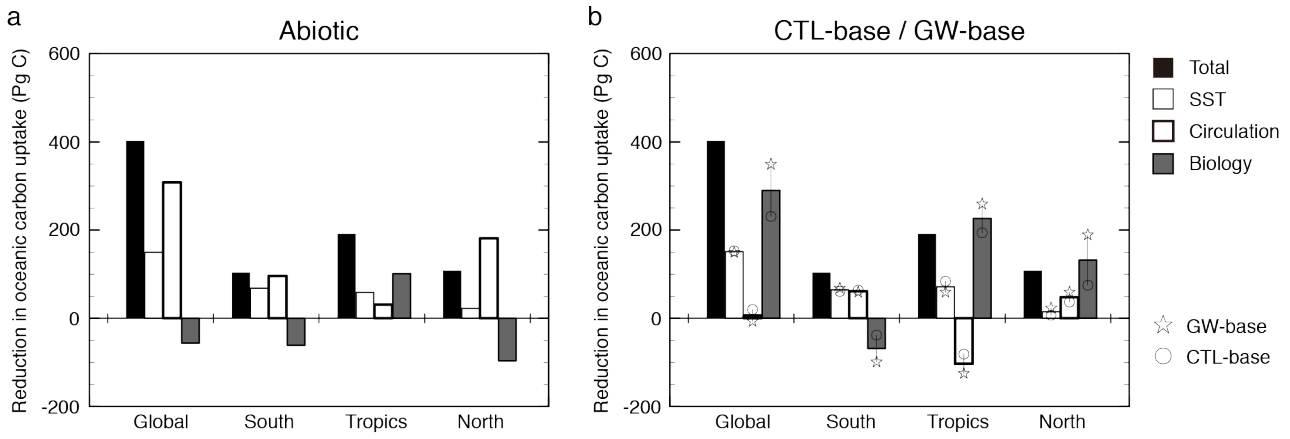 a
Abiotic
Reduction in oceanic carbon uptake (Pg C)
600
400
200
0
-200
Global South Tropics North
b
CTL-base / GW-base
Reduction in oceanic carbon uptake (Pg C)
600
400
200
0
-200
Global South Tropics North
Total
SST
Circulation
Biology
GW-base
CTL-base